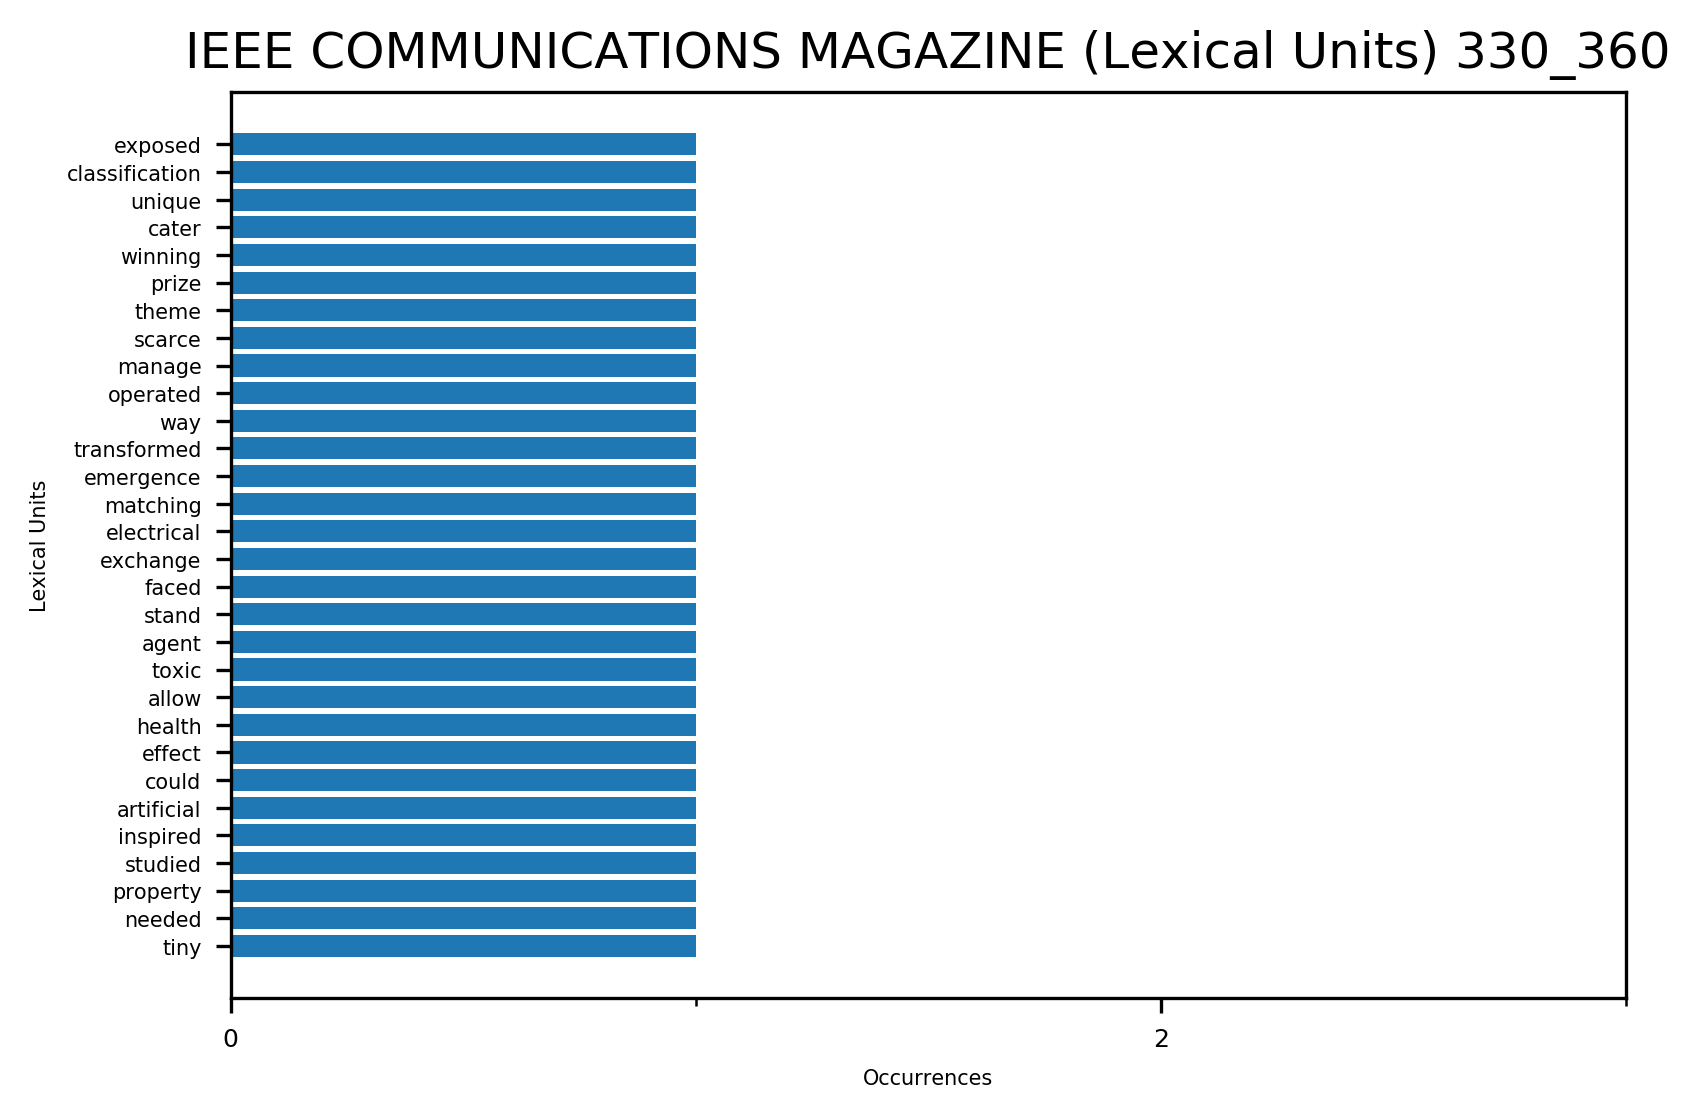 IEEE COMMUNICATIONS MAGAZINE (Lexical Units) 330_360
Lexical Units
exposed
classification
unique
cater
winning
prize
theme
scarce
manage
operated
way
transformed
emergence
matching
electrical
exchange
faced
stand
agent
toxic
allow
health
effect
could
artificial
inspired
studied
property
needed
tiny
0
2
Occurrences